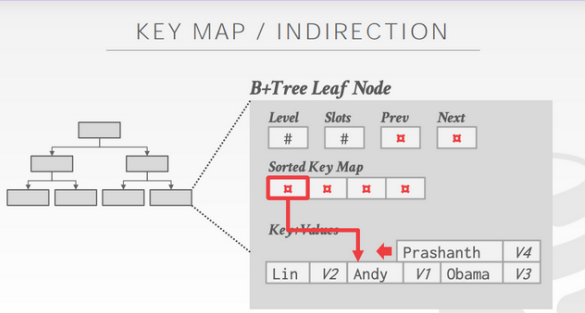 KEY MAP / INDIRECTION
B+Tree Leaf Node
Level Slots Prev Next
# # ¤ ¤
Sorted Key Map
¤ ¤ ¤ ¤
Key+Values
Prashanth V4
Lin V2 Andy V1 Obama V3